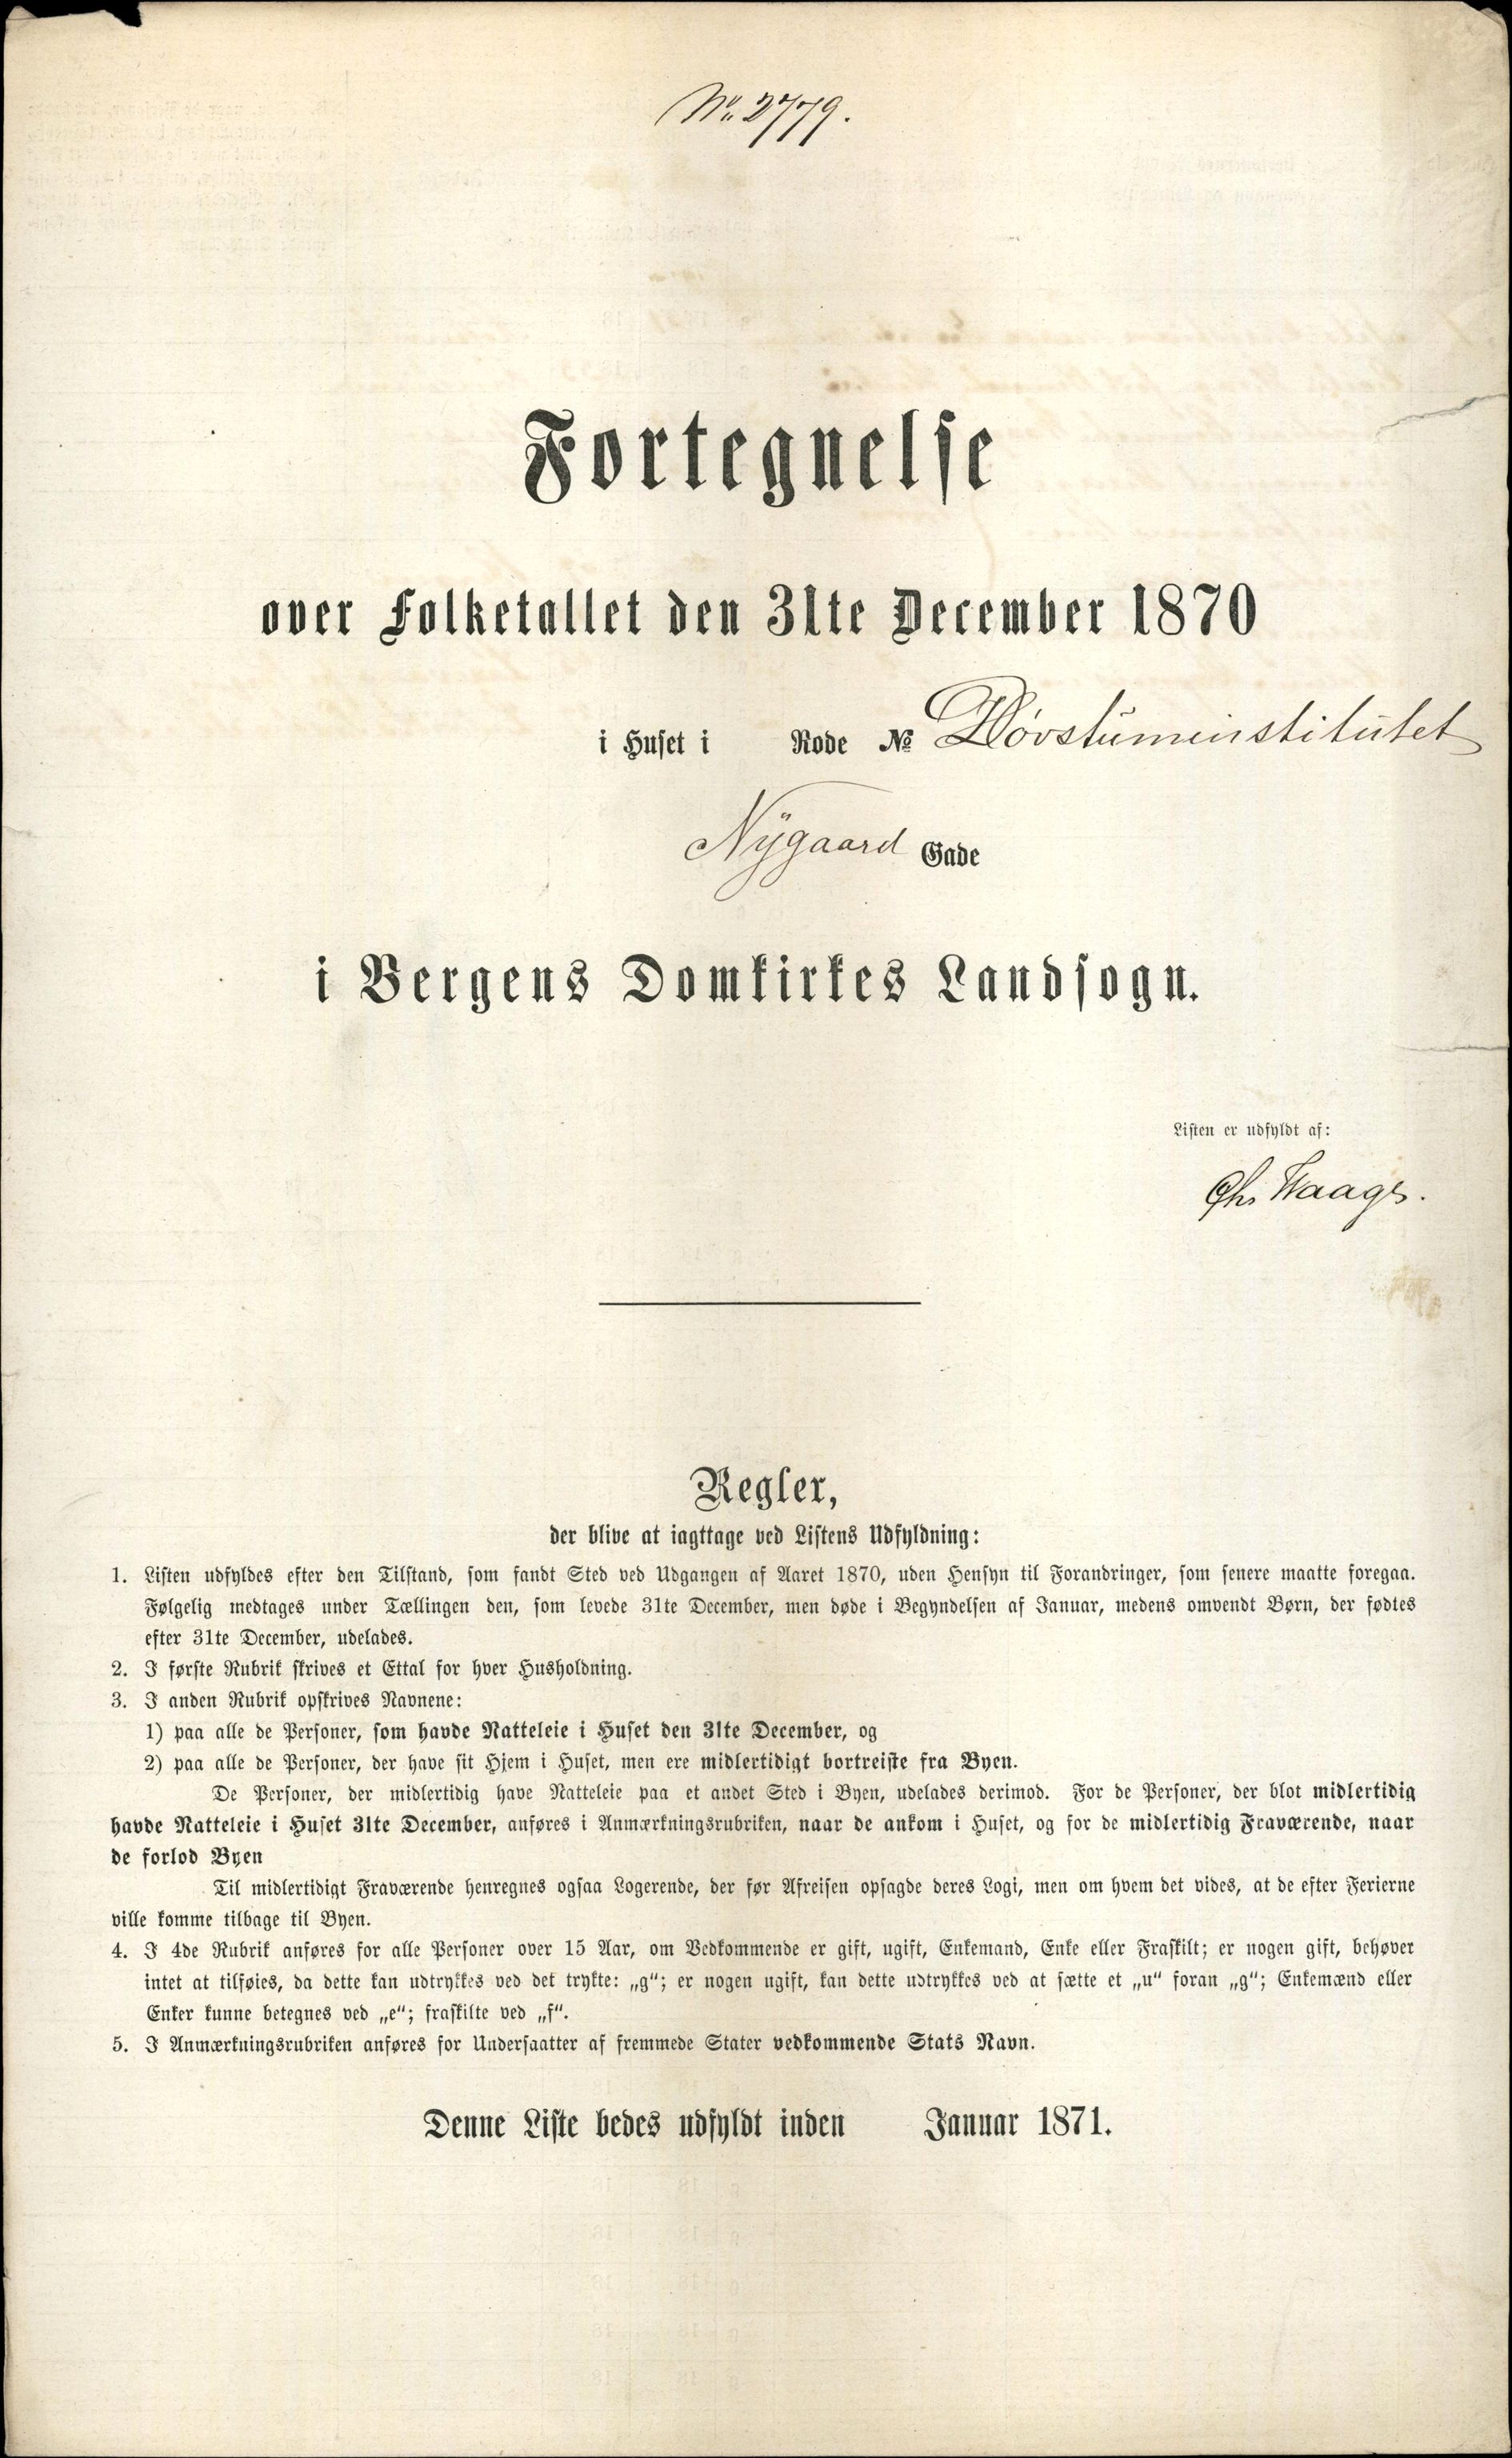 No. 2779.
Fortegnelse
over Folketallet den 31te December 1870
i Huset i Rode No Døvstuminstitutet
Nygaard Gade
i Bergens Domkirkes Landsogn.
Listen er udfyldt af:
Chr Waage.
Regler,
der blive at iagttage ved Listens Udfyldning:
1. Listen udfyldes efter den Tilstand, som fandt Sted ved Udgangen af Aaret 1870, uden Hensyn til Forandringer, som senere maatte foregaa.
Følgelig medtages under Tællingen den, som levede 31te December, men døde i Begyndelsen af Januar, medens omvendt Børn, der fødtes
efter 31te December, udelades.
2. I første Rubrik skrives et Ettal for hver Husholdning.
3. I anden Rubrik opskrives Navnene:
1) paa alle de Personer, som havde Natteleie i Huset den 31te December, og
2) paa alle de Personer, der have sit Hjem i Huset, men ere midlertidigt bortreiste fra Byen.
De Personer, der midlertidig have Natteleie paa et andet Sted i Byen, udelades derimod. For de Personer, der blot midlertidig
havde Natteleie i Huset 31te December, anføres i Anmærkningsrubriken, naar de ankom i Huset, og for de midlertidig Fraværende, naar
de forlod Byen
Til midlertidigt Fraværende henregnes ogsaa Logerende, der før Afreisen opsagde deres Logi, men om hvem det vides, at de efter Ferierne
ville komme tilbage til Byen.
4. I 4de Rubrik anføres for alle Personer over 15 Aar, om Vedkommende er gift, ugift, Enkemand, Enke eller Fraskilt; er nogen gift, behøver
intet at tilføies, da dette kan udtrykkes ved det trykte: „g“; er nogen ugift, kan dette udtrykkes ved at sætte et „u“ foran „g“; Enkemænd eller
Enker kunne betegnes ved „e“; fraskilte ved „f“.
5. I Anmærkningsrubriken anføres for Undersaatter af fremmede Stater vedkommende Stats Navn.
Denne Liste bedes udfyldt inden Januar 1871.